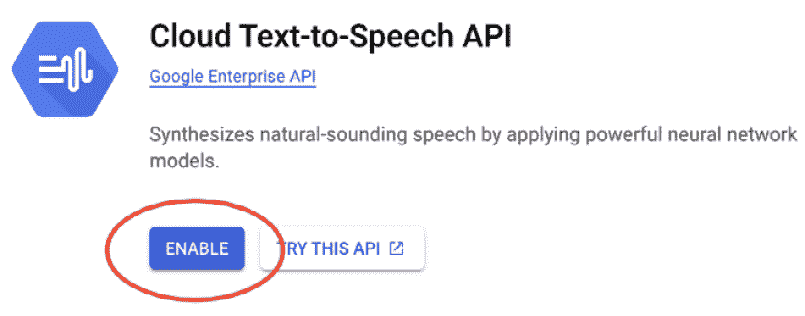 Cloud Text-to-Speech API
Google Enterprise API
Synthesizes natural-sounding speech by applying powerful neural network
models.
ENABLE
TRY THIS API